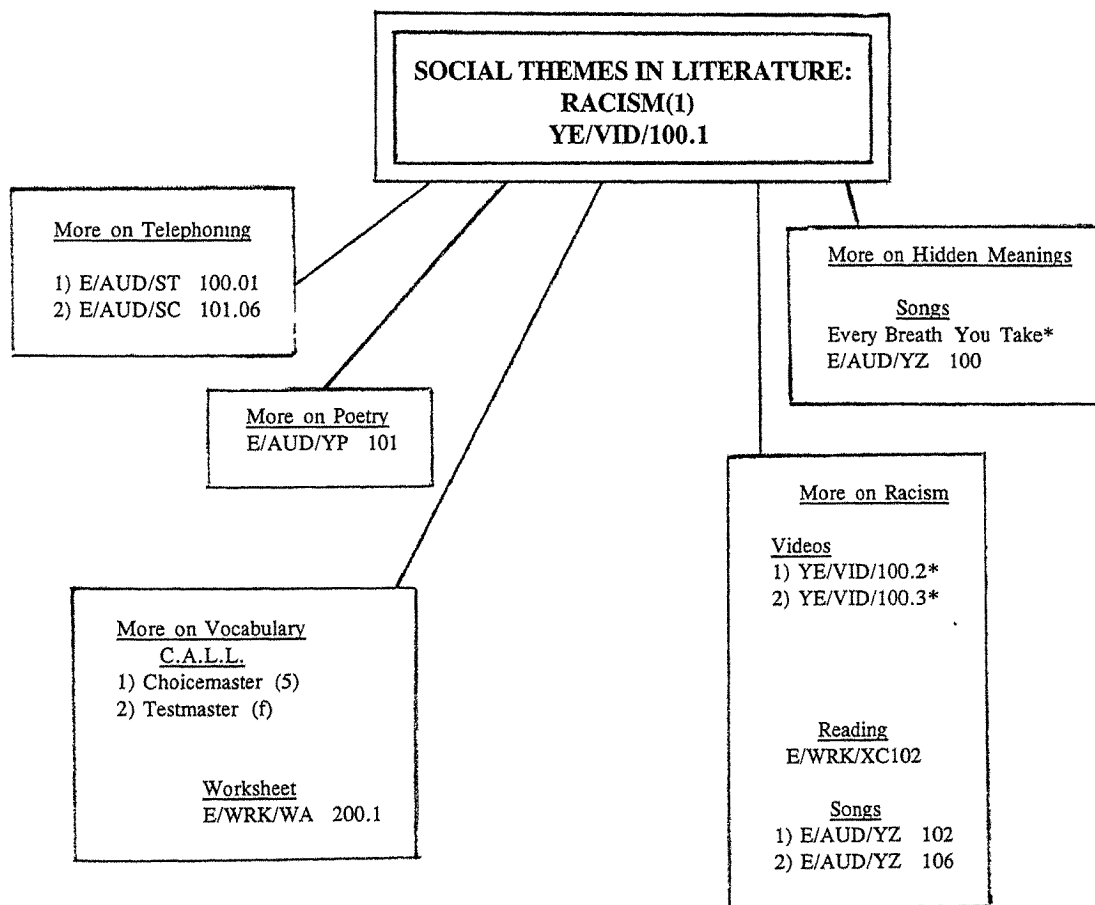 SOCIAL THEMES IN LITERATURE:
RACISM(1)
YE/VID/100.1
More on Telephoning
1) E/AUD/ST 100.01
2) E/AUD/SC 101.06
More on Hidden Meanings
Songs
Every Breath You Take*
E/AUD/YZ 100
More on Poetry
E/AUD/YP 101
More on Vocabulary
C.A.L.L.
1) Choicemaster (5)
2) Testmaster (f)
Worksheet
E/WRK/WA 200.1
More on Racism
Videos
1) YE/VID/100.2*
2) YE/VID/100.3*
Reading
E/WRK/XC102
Songs
1) E/AUD/YZ 102
2) E/AUD/YZ 106